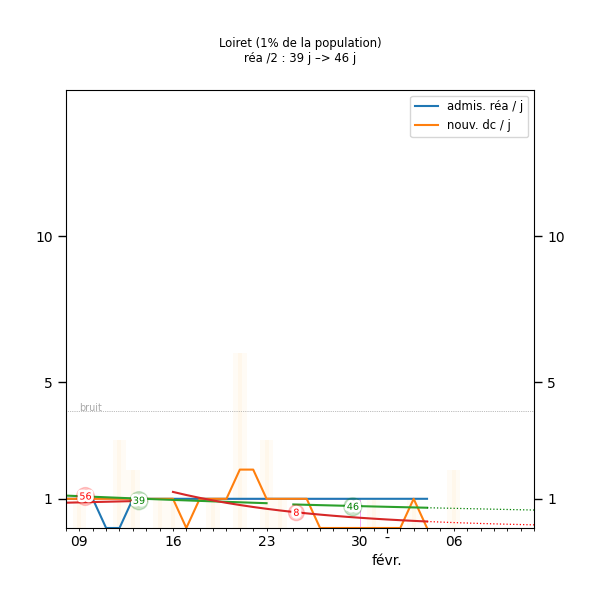 Loiret (1% de la population)
réa /2 : 39 j –> 46 j
admis. réa / j
nouv. dc / j
10
10
5
5
bruit
1
1
56
39
8
46
09
16
23
30
-
06
févr.